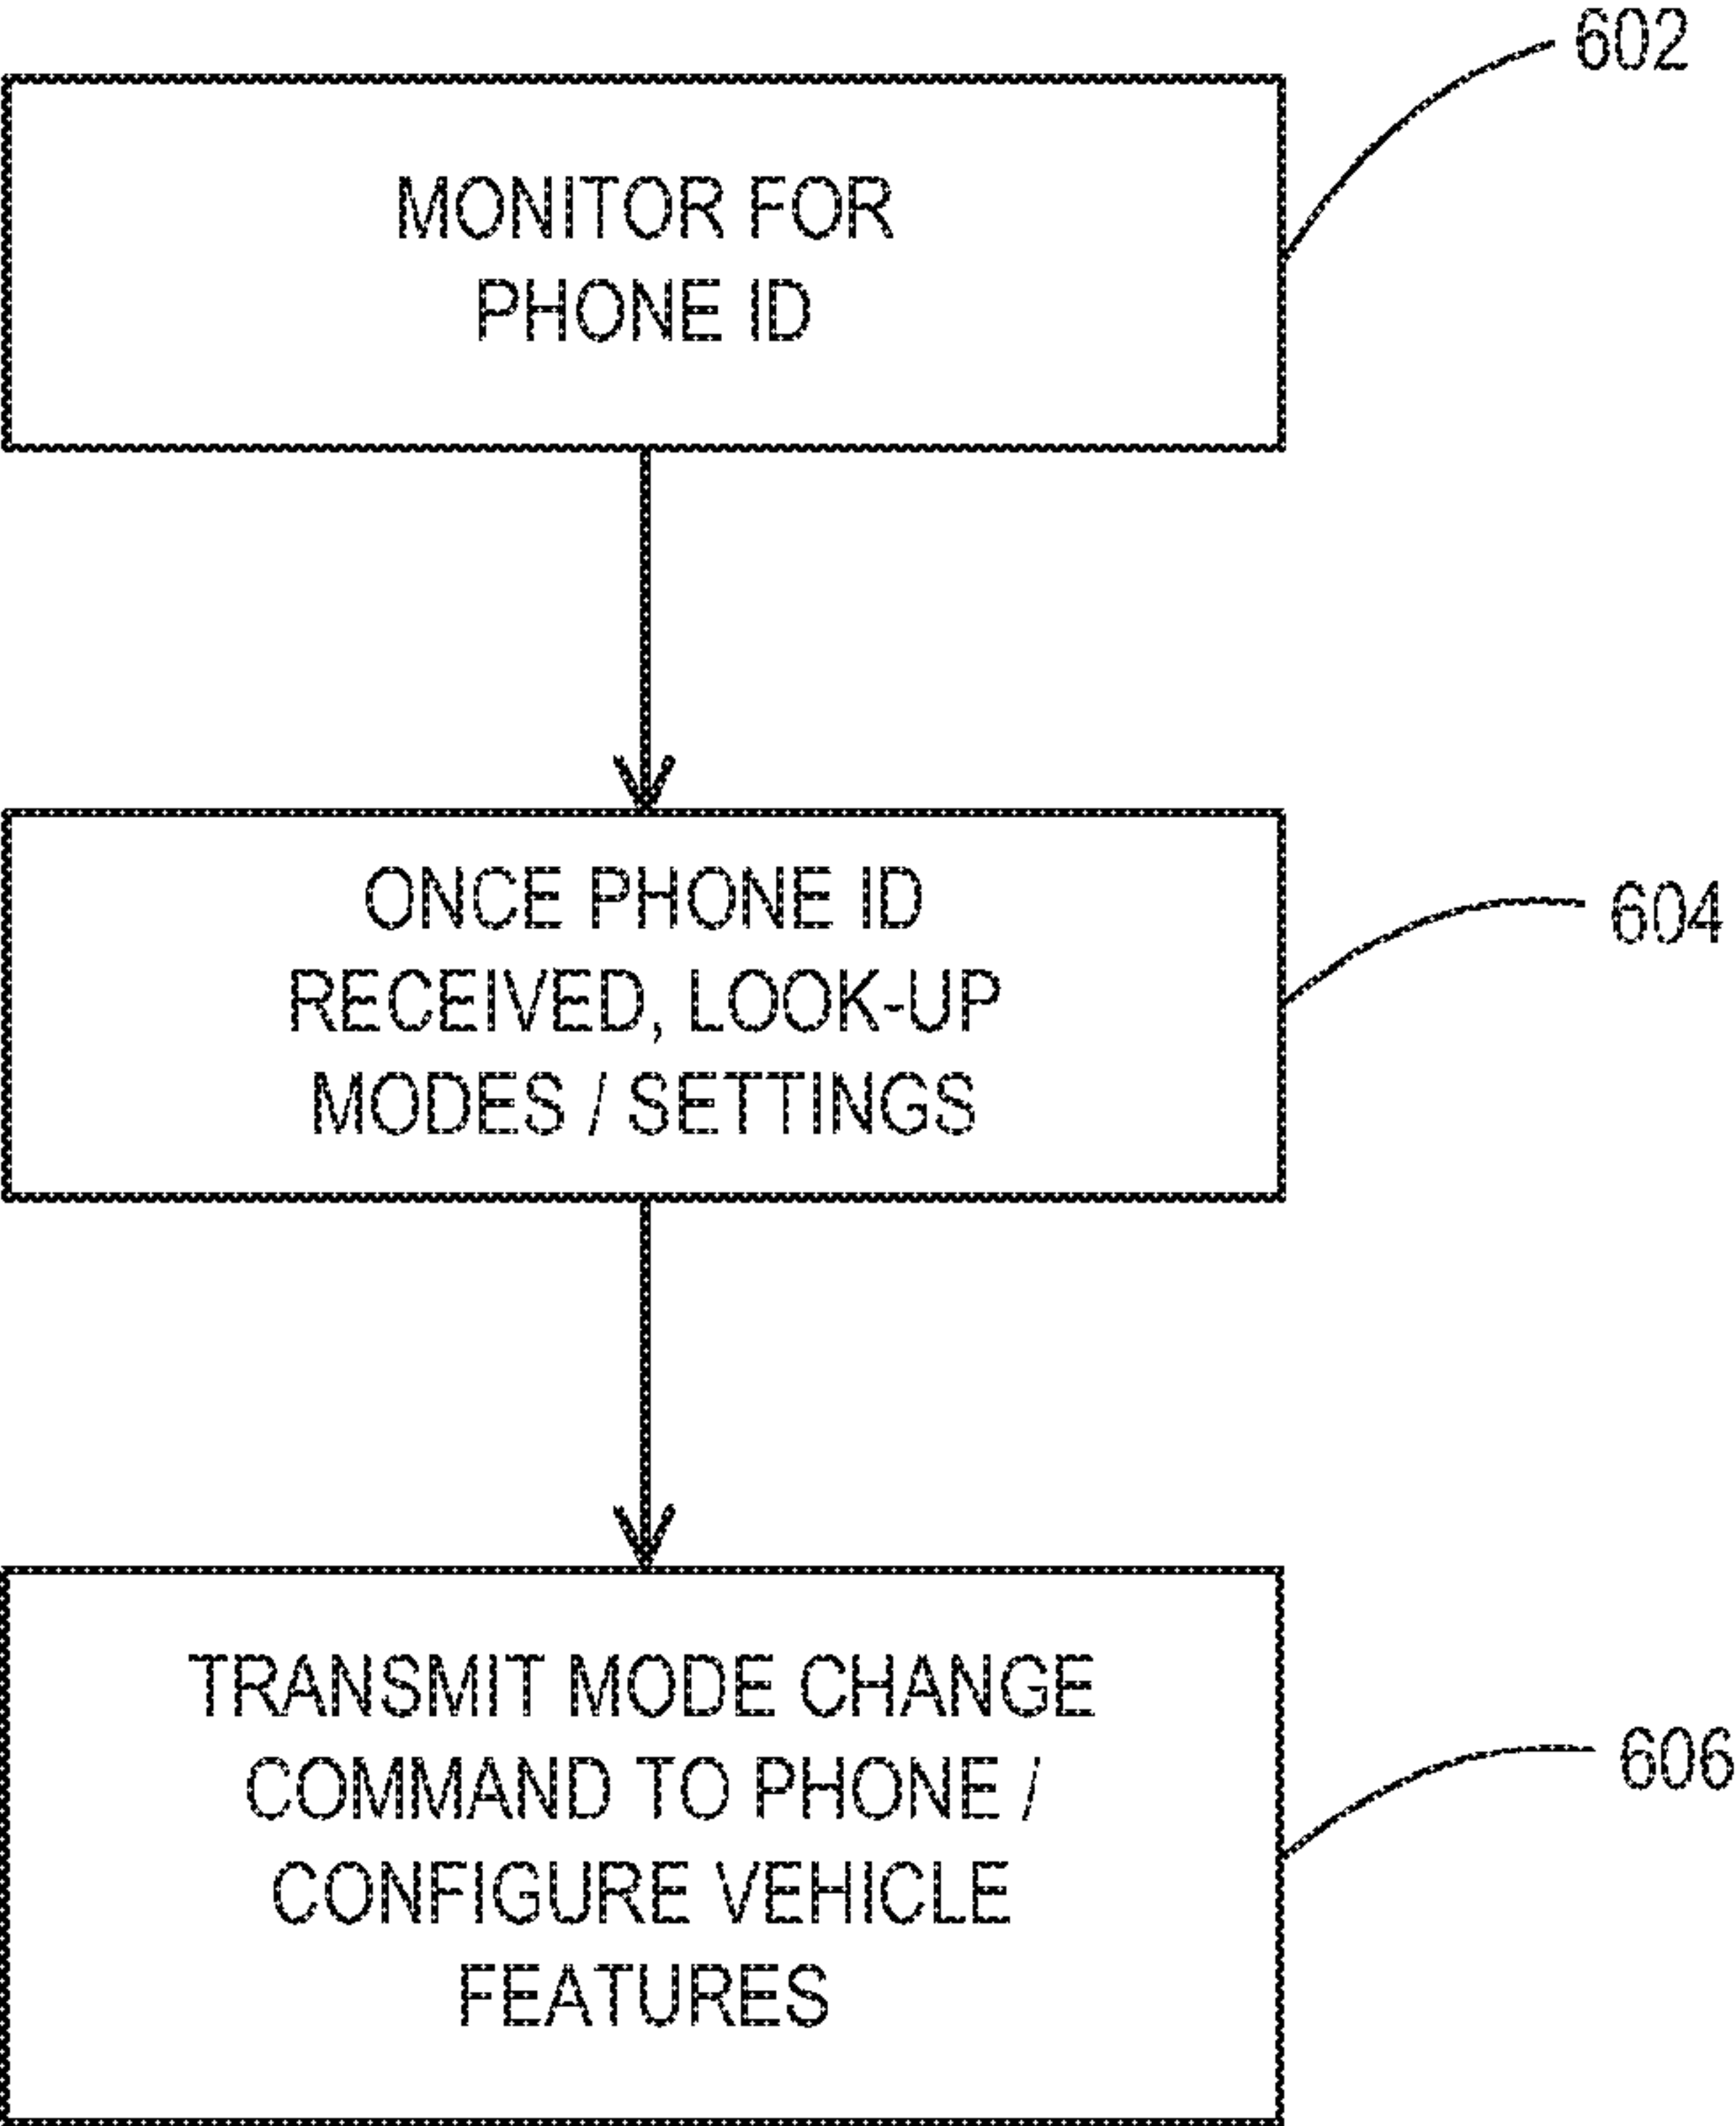 602
MONITOR FOR
PHONE ID
ONCE PHONE ID
RECEIVED, LOOK-UP
MODES / SETTINGS
604
TRANSMIT MODE CHANGE
COMMAND TO PHONE /
CONFIGURE VEHICLE
FEATURES
606